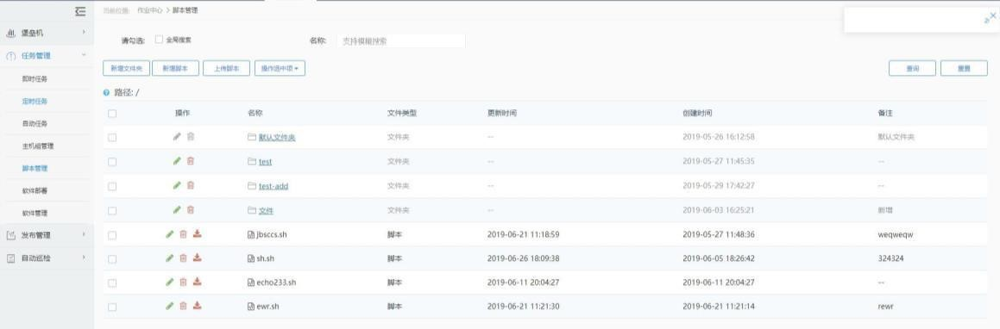 当前位置: 作业中心 > 脚本管理
堡垒机
任务管理
即时任务
定时任务
自动任务
主机组管理
脚本管理
软件部署
软件管理
发布管理
自动巡检
请勾选: 全局搜索 名称: 支持模糊搜索
新增文件夹 新增脚本 上传脚本 操作选中项 查询 重置
路径: /
操作 名称 文件类型 更新时间 创建时间 备注
默认文件夹 文件夹 -- 2019-05-26 16:12:58 默认文件夹
test 文件夹 -- 2019-05-27 11:45:35 --
test-add 文件夹 -- 2019-05-29 17:42:27 --
文件 文件夹 -- 2019-06-03 16:25:21 新增
jbsccs.sh 脚本 2019-06-21 11:18:59 2019-05-27 11:48:36 weqweqw
sh.sh 脚本 2019-06-26 18:09:38 2019-06-05 18:26:42 324324
echo233.sh 脚本 2019-06-11 20:04:27 2019-06-11 20:04:27 --
ewr.sh 脚本 2019-06-21 11:21:30 2019-06-21 11:21:14 rewr